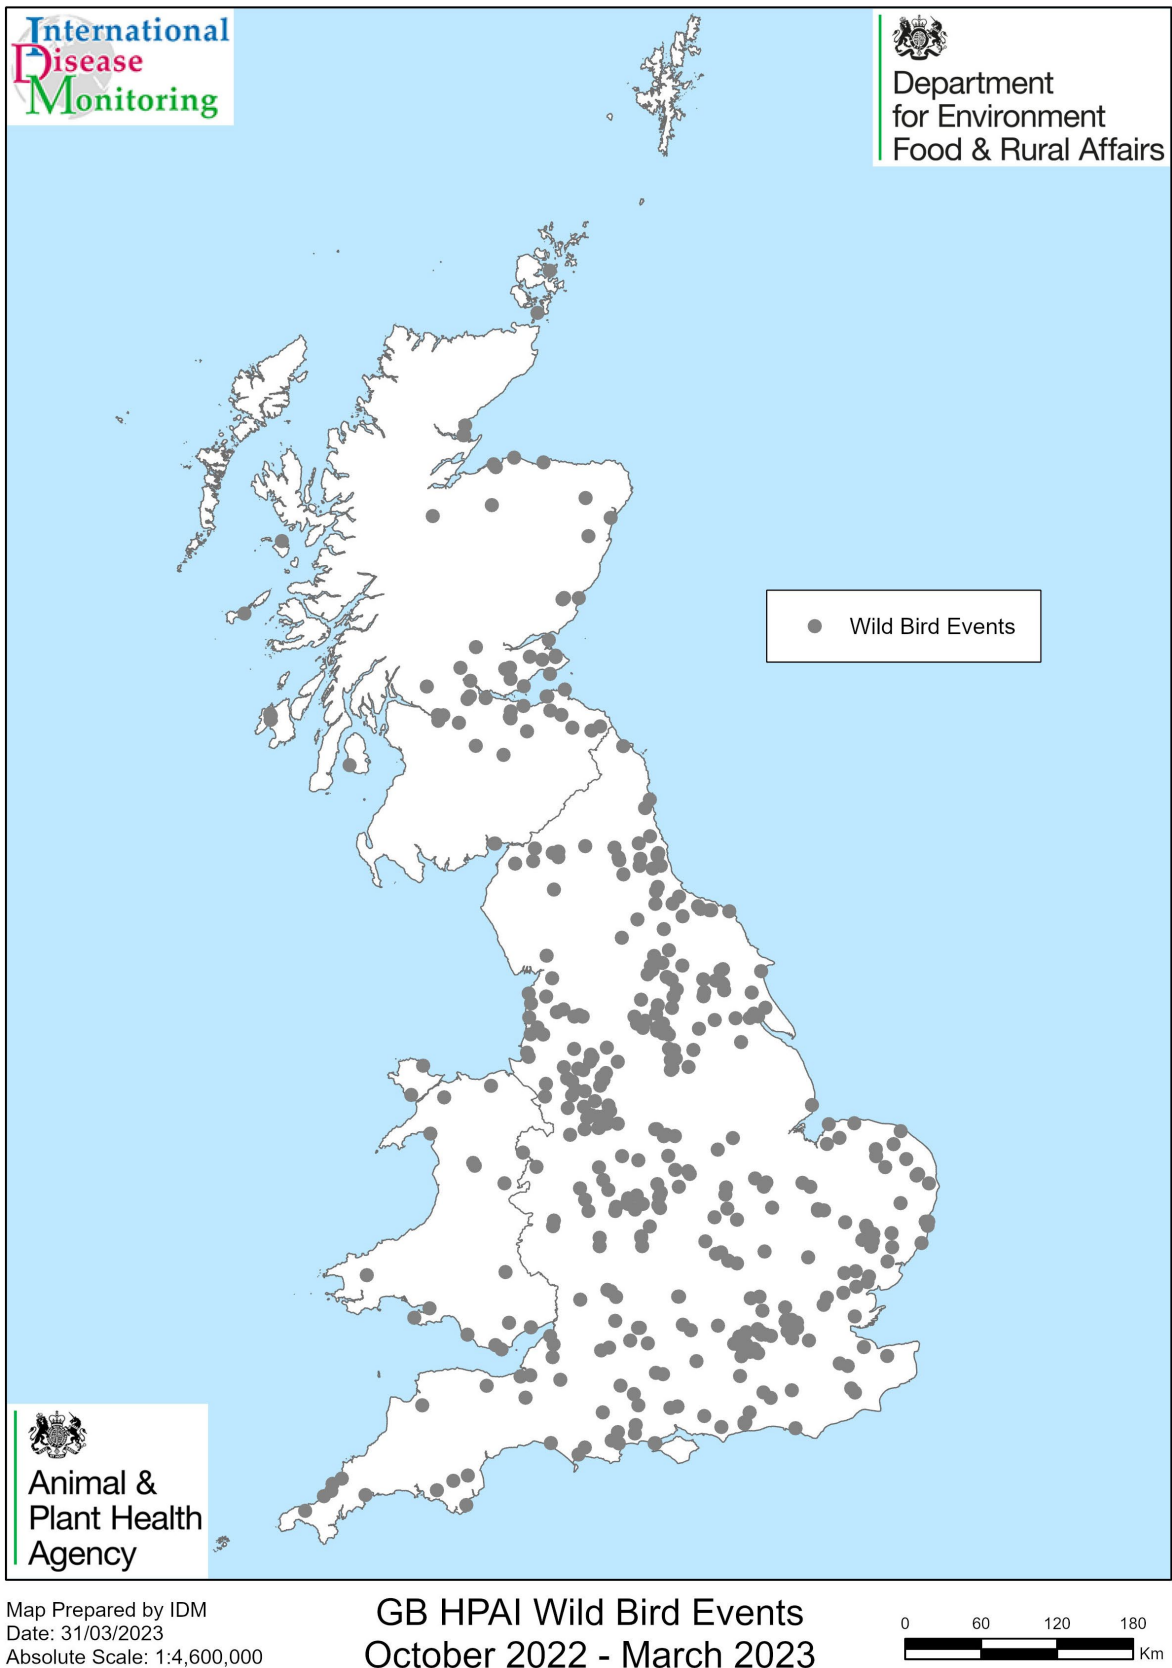 International
Disease
Monitoring
Department
for Environment
Food & Rural Affairs
Wild Bird Events
Animal &
Plant Health
Agency
Map Prepared by IDM
Date: 31/03/2023
Absolute Scale: 1:4,600,000
GB HPAI Wild Bird Events
October 2022 - March 2023
0 60 120 180
Km